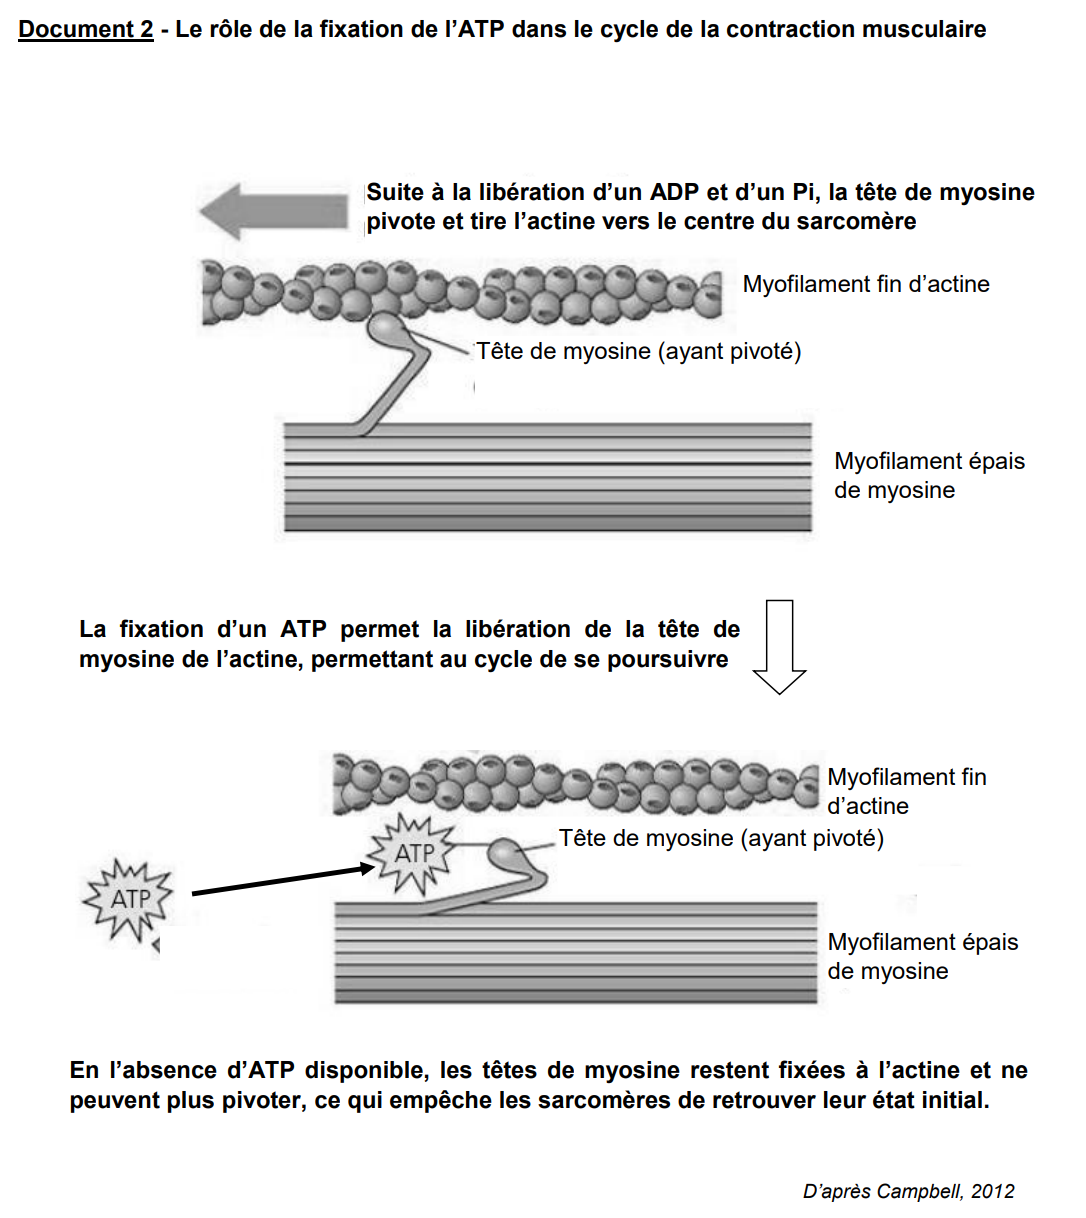 Document 2 - Le rôle de la fixation de l'ATP dans le cycle de la contraction musculaire
Suite à la libération d'un ADP et d'un Pi, la tête de myosine
pivote et tire l'actine vers le centre du sarcomère
Myofilament fin d'actine
Tête de myosine (ayant pivoté)
Myofilament épais
de myosine
La fixation d'un ATP permet la libération de la tête de
myosine de l'actine, permettant au cycle de se poursuivre
Myofilament fin
d'actine
Tête de myosine (ayant pivoté)
ATP
ATP
Myofilament épais
de myosine
En l'absence d'ATP disponible, les têtes de myosine restent fixées à l'actine et ne
peuvent plus pivoter, ce qui empêche les sarcomères de retrouver leur état initial.
D'après Campbell, 2012